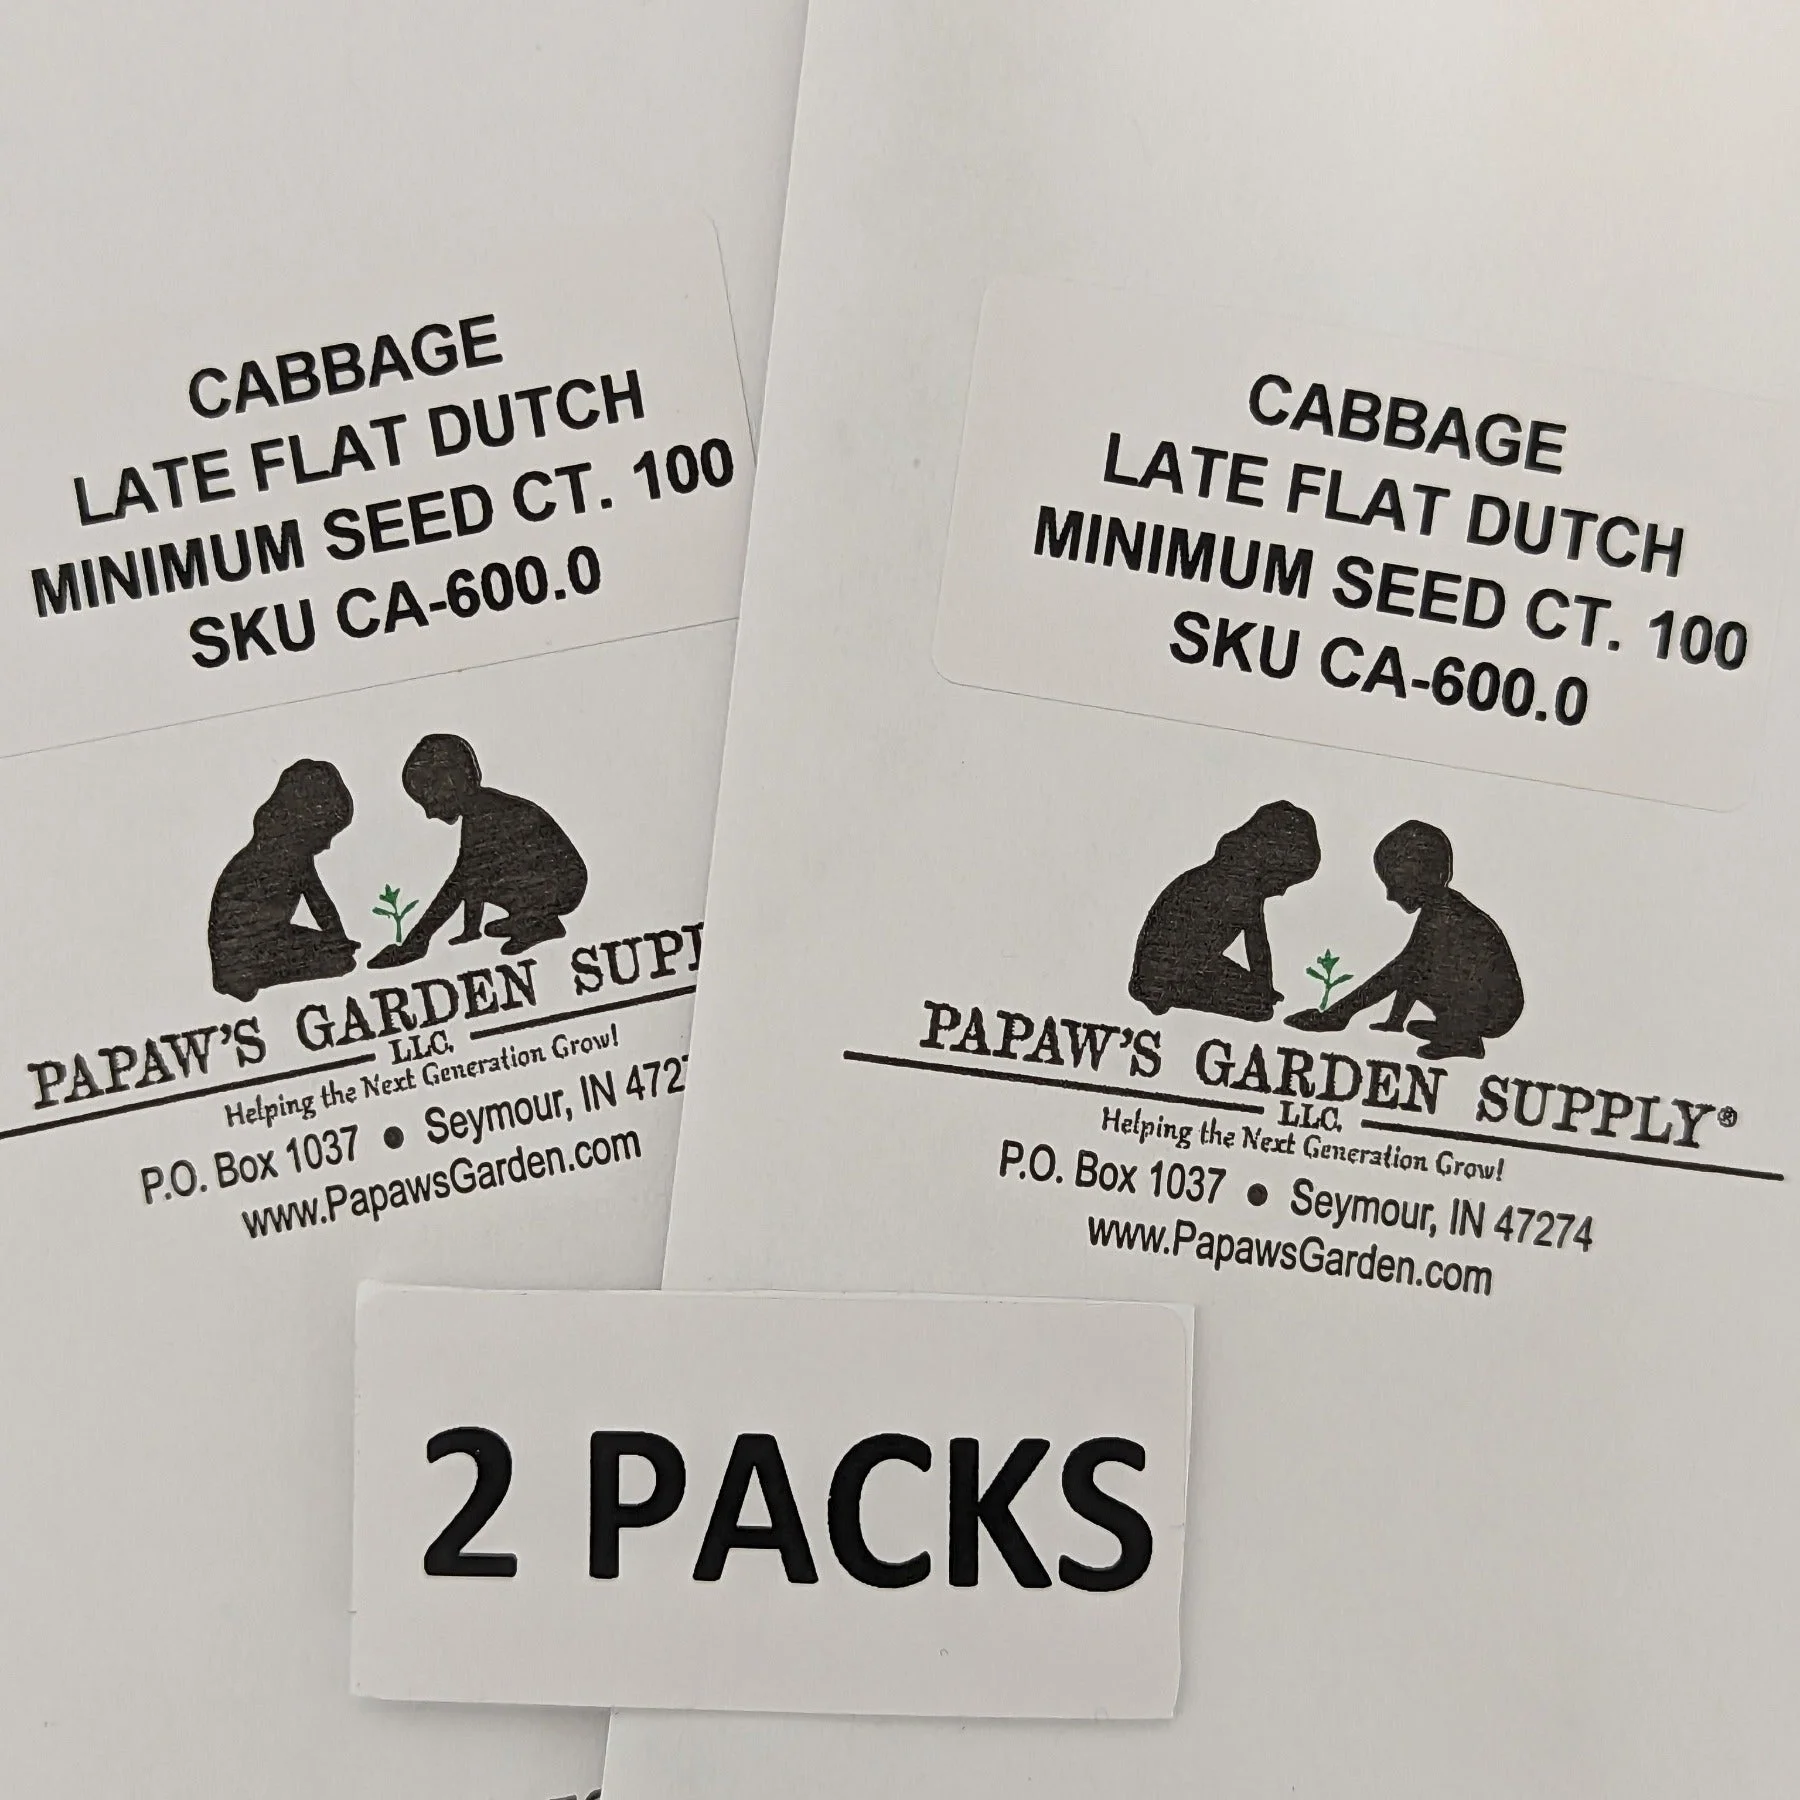 CABBAGE
LATE FLAT DUTCH
MINIMUM SEED CT. 100
SKU CA-600.0
PAPAW'S GARDEN
LLC.
Helping the Next Generation Grow!
P.O. Box 1037 • Seymour, IN
www.PapawsGarden.com
CABBAGE
LATE FLAT DUTCH
MINIMUM SEED CT. 100
SKU CA-600.0
PAPAW'S GARDEN SUPPLY®
LLC.
Helping the Next Generation Grow!
P.O. Box 1037 • Seymour, IN 47274
www.PapawsGarden.com
2 PACKS